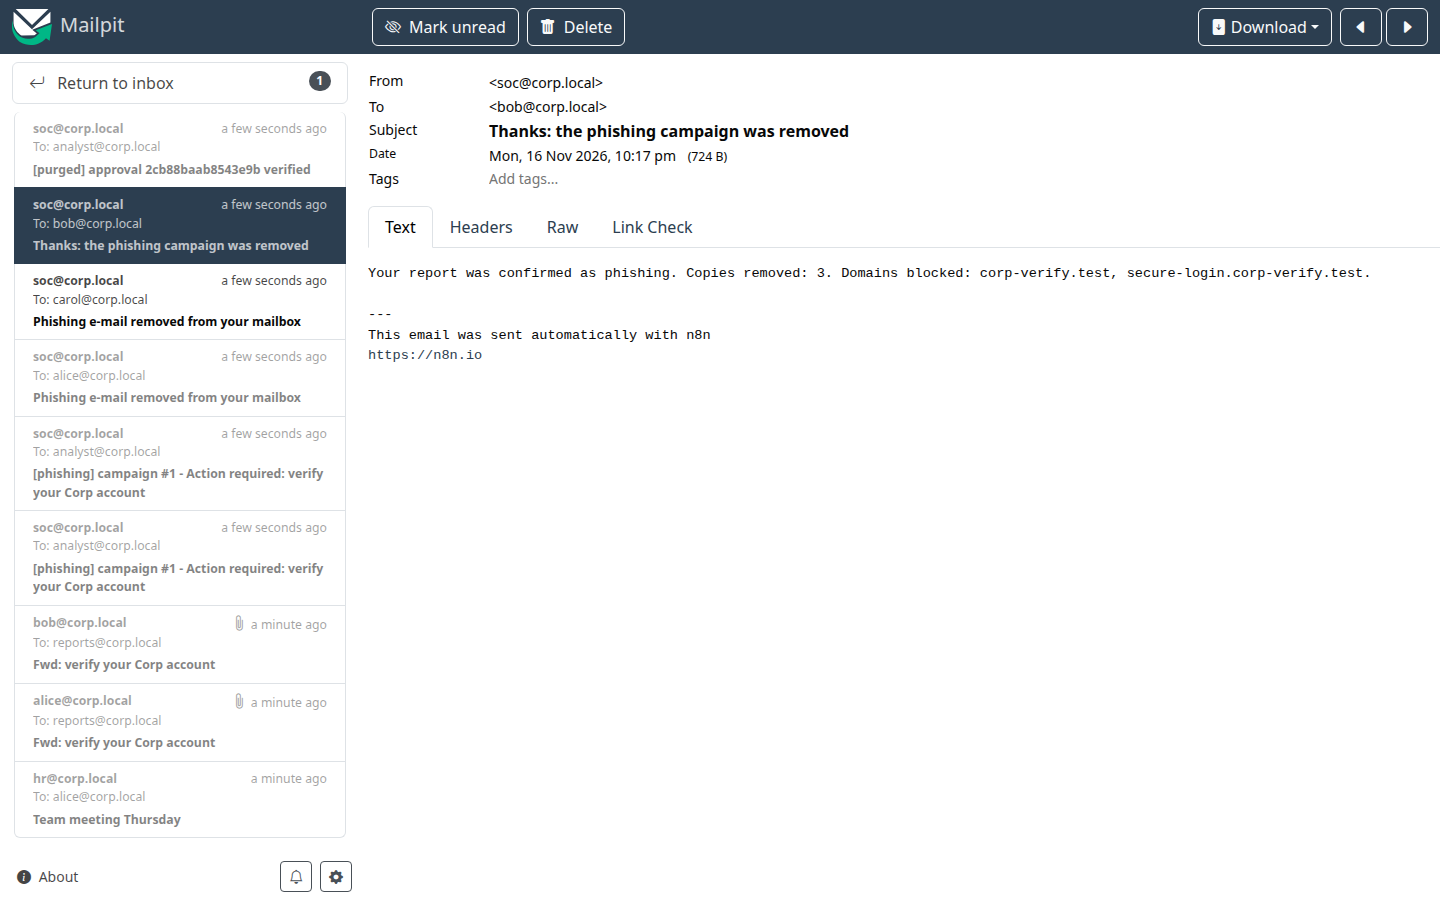 Mailpit
Mark unread
Delete
Download
Return to inbox
1
soc@corp.local a few seconds ago
To: analyst@corp.local
[purged] approval 2cb88baab8543e9b verified
soc@corp.local a few seconds ago
To: bob@corp.local
Thanks: the phishing campaign was removed
soc@corp.local a few seconds ago
To: carol@corp.local
Phishing e-mail removed from your mailbox
soc@corp.local a few seconds ago
To: alice@corp.local
Phishing e-mail removed from your mailbox
soc@corp.local a few seconds ago
To: analyst@corp.local
[phishing] campaign #1 - Action required: verify
your Corp account
soc@corp.local a few seconds ago
To: analyst@corp.local
[phishing] campaign #1 - Action required: verify
your Corp account
bob@corp.local a minute ago
To: reports@corp.local
Fwd: verify your Corp account
alice@corp.local a minute ago
To: reports@corp.local
Fwd: verify your Corp account
hr@corp.local a minute ago
To: alice@corp.local
Team meeting Thursday
About
From <soc@corp.local>
To <bob@corp.local>
Subject Thanks: the phishing campaign was removed
Date Mon, 16 Nov 2026, 10:17 pm (724 B)
Tags Add tags...
Text Headers Raw Link Check
Your report was confirmed as phishing. Copies removed: 3. Domains blocked: corp-verify.test, secure-login.corp-verify.test.
---
This email was sent automatically with n8n
https://n8n.io